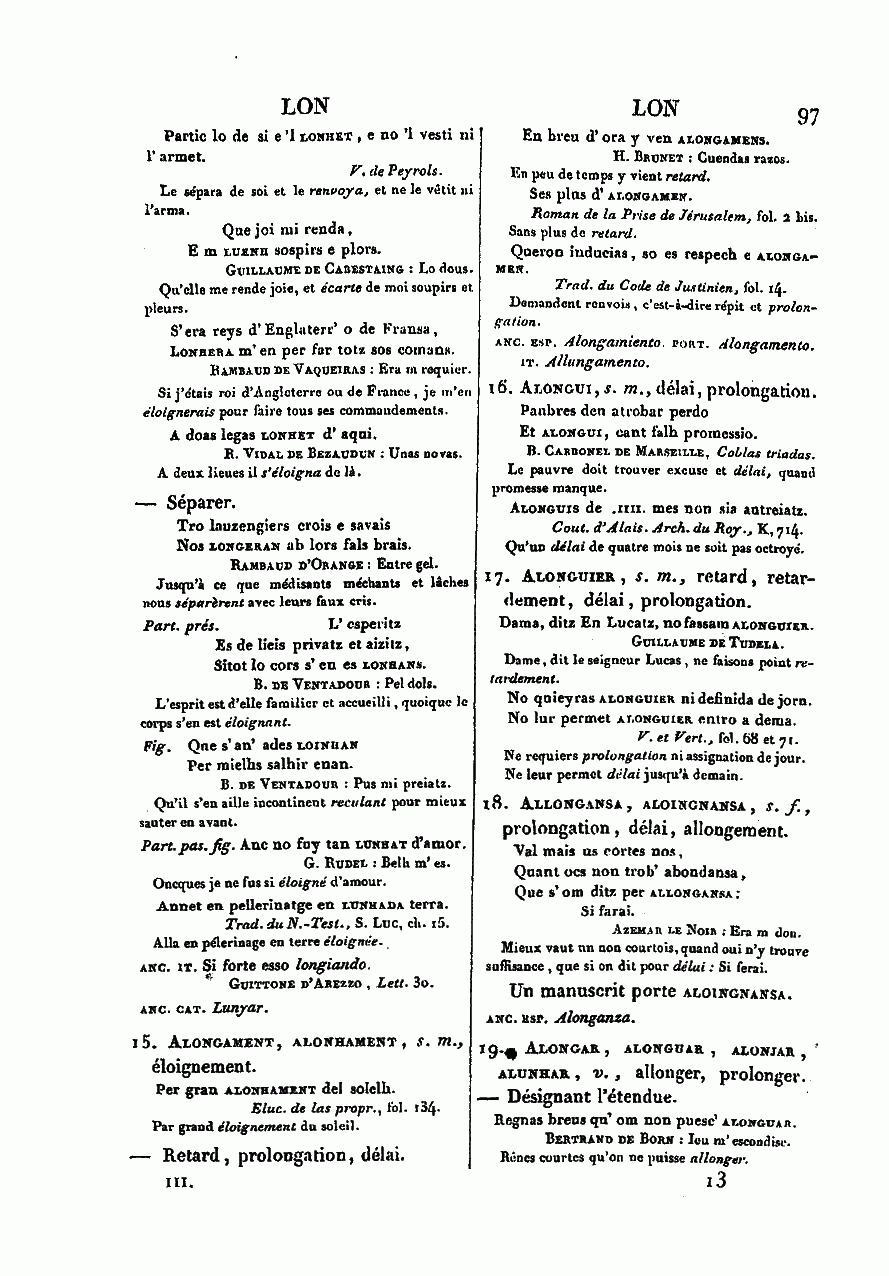 LON
Partic lo de si e 'l LONHET, e no 'l vesti ni
l' armet.
V. de Peyrols.
Le sépara de soi et le renvoya, et ne le vêtit ni
l'arma.
Que joi mi renda,
E m LUENH sospirs e plors.
GUILLAUME DE CABESTAING : Lo dous.
Qu'elle me rende joie, et écarte de moi soupirs et
pleurs.
S' era reys d' Englaterr' o de Fransa,
LONHERA m' en per far totz sos comans.
RAMBAUD DE VAQUEIRAS : Era m requier.
Si j'étais roi d'Angleterre ou de France, je m'en
éloignerais pour faire tous ses commandements.
A doas legas LONHET d' aqui.
R. VIDAL DE BEZAUDUN : Unas novas.
A deux lieues il s'éloigna de là.
— Séparer.
Tro lauzengiers crois e savais
Nos LONGERAN ab lors fals brais.
RAMBAUD D'ORANGE : Entre gel.
Jusqu'à ce que médisants méchants et lâches
nous séparèrent avec leurs faux cris.
Part. prés. L' esperitz
Es de lieis privatz et aizitz,
Sitot lo cors s' en es LONHANS.
B. DE VENTADOUR : Pel dols.
L'esprit est d'elle familier et accueilli, quoique le
corps s'en est éloignant.
Fig. Que s' an' ades LOINHAN
Per mielhs salhir enan.
B. DE VENTADOUR : Pus mi preiatz.
Qu'il s'en aille incontinent reculant pour mieux
sauter en avant.
Part. pas. fig. Anc no fuy tan LUNHAT d'amor.
G. RUDEL : Belh m' es.
Oncques je ne fus si éloigné d'amour.
Annet en pellerinatge en LUNHADA terra.
Trad. du N.-Test., S. LUC, ch. 15.
Alla en pélerinage en terre éloignée.
ANC. IT. Si forte esso longiando.
GUITTONE D'AREZZO, Lett. 30.
ANC. CAT. Lunyar.
15. ALONGAMENT, ALONHAMENT, s. m.,
éloignement.
Per gran ALONHAMENT del solelh.
Eluc. de las propr., fol. 134.
Par grand éloignement du soleil.
— Retard, prolongation, délai.
III.
LON 97
En breu d' ora y ven ALONGAMENS.
H. BRUNET : Cuendas razos.
En peu de temps y vient retard.
Ses plus d' ALONGAMEN.
Roman de la Prise de Jérusalem, fol. 2 bis.
Sans plus de retard.
Queron inducias, so es respech e ALONGA-
MEN.
Trad. du Code de Justinien, fol. 14.
Demandent renvois, c'est-à-dire répit et prolon-
gation.
ANC. ESP. Alongamiento. PORT. Alongamento.
IT. Allungamento.
16. ALONGUI, s. m., délai, prolongation.
Paubres den atrobar perdo
Et ALONGUI, cant falh promessio.
B. CARBONEL DE MARSEILLE, Coblas triadas.
Le pauvre doit trouver excuse et délai, quand
promesse manque.
ALONGUIS de .IIII. mes non sia autreiatz.
Cout. d'Alais. Arch. du Roy., K, 714.
Qu'un délai de quatre mois ne soit pas octroyé.
17. ALONGUIER, s. m., retard, retar-
dement, délai, prolongation.
Dama, ditz En Lucatz, no fassam ALONGUIER.
GUILLAUME DE TUDELA.
Dame, dit le seigneur Lucas, ne faisons point re-
tardement.
No quieyras ALONGUIER ni definida de jorn.
No lur permet ALONGUIER entro a dema.
V. et Vert., fol. 68 et 71.
Ne requiers prolongation ni assignation de jour.
Ne leur permet délai jusqu'à demain.
18. ALLONGANSA, ALOINGNANSA, s. f.,
prolongation, délai, allongement.
Val mais us cortes nos,
Quant ocs non trob' abondansa,
Que s' om ditz per ALLONGANSA :
Si farai.
AZEMAR LE NOIR : Era m don.
Mieux vaut un non courtois, quand oui n'y trouve
suffisance, que si on dit pour délai : Si ferai.
Un manuscrit porte ALOINGNANSA.
ANC. ESP. Alonganza.
19. ALONGAR, ALONGUAR, ALONJAR,
ALUNHAR, v., allonger, prolonger.
— Désignant l'étendue.
Regnas breus qu' om non puesc' ALONGUAR.
BERTRAND DE BORN : Ieu m' escondisc.
Rênes courtes qu'on ne puisse allonger.
13